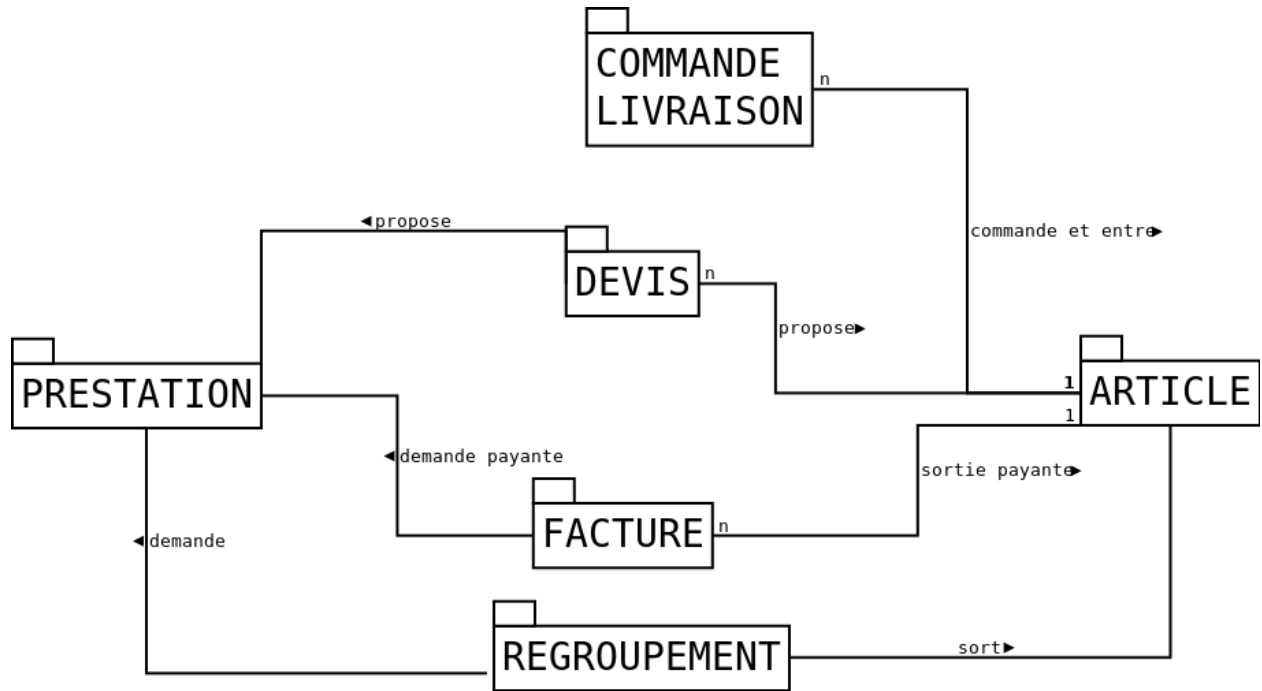 COMMANDE
LIVRAISON
n
commande et entre
propose
DEVIS
n
propose
PRESTATION
1
ARTICLE
1
demande payante
sortie payante
FACTURE
n
demande
REGROUPEMENT
sort